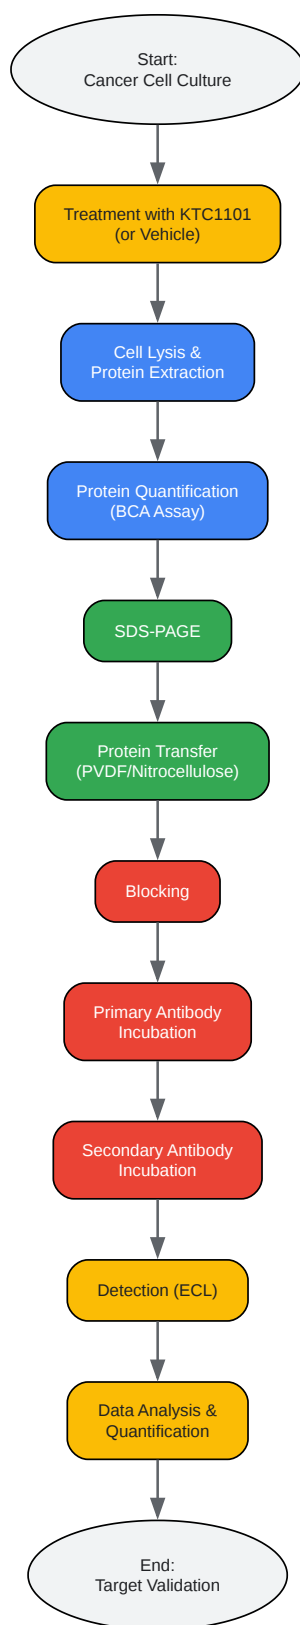 Start:
Cancer Cell Culture
Treatment with KTC1101
(or Vehicle)
Cell Lysis &
Protein Extraction
Protein Quantification
(BCA Assay)
SDS-PAGE
Protein Transfer
(PVDF/Nitrocellulose)
Blocking
Primary Antibody
Incubation
Secondary Antibody
Incubation
Detection (ECL)
Data Analysis &
Quantification
End:
Target Validation